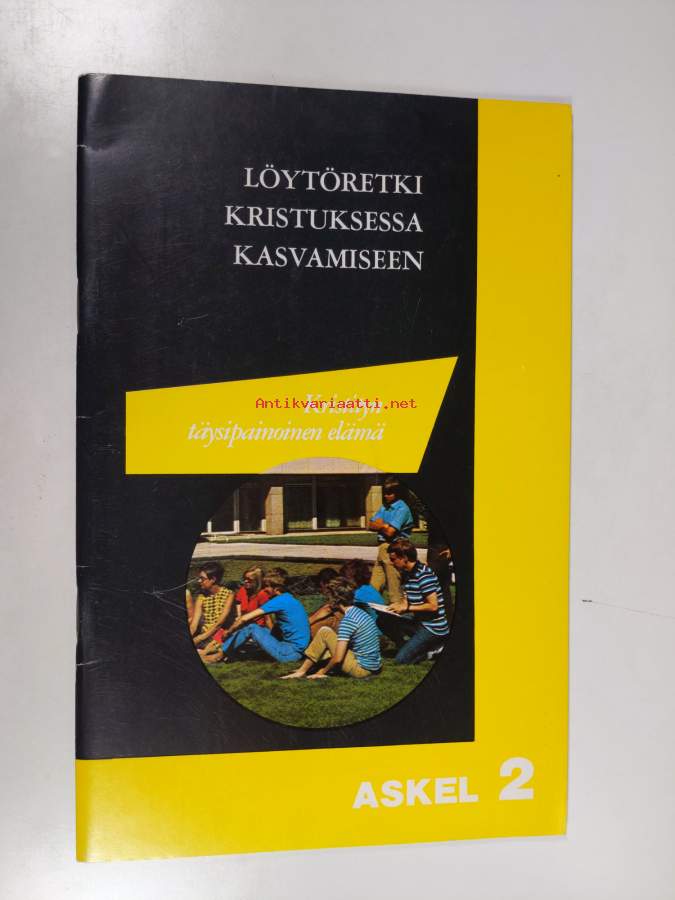 LÖYTÖRETKI
KRISTUKSESSA
KASVAMISEEN
Antikvariaatti.net
täysipainoinen elämä
ASKEL 2